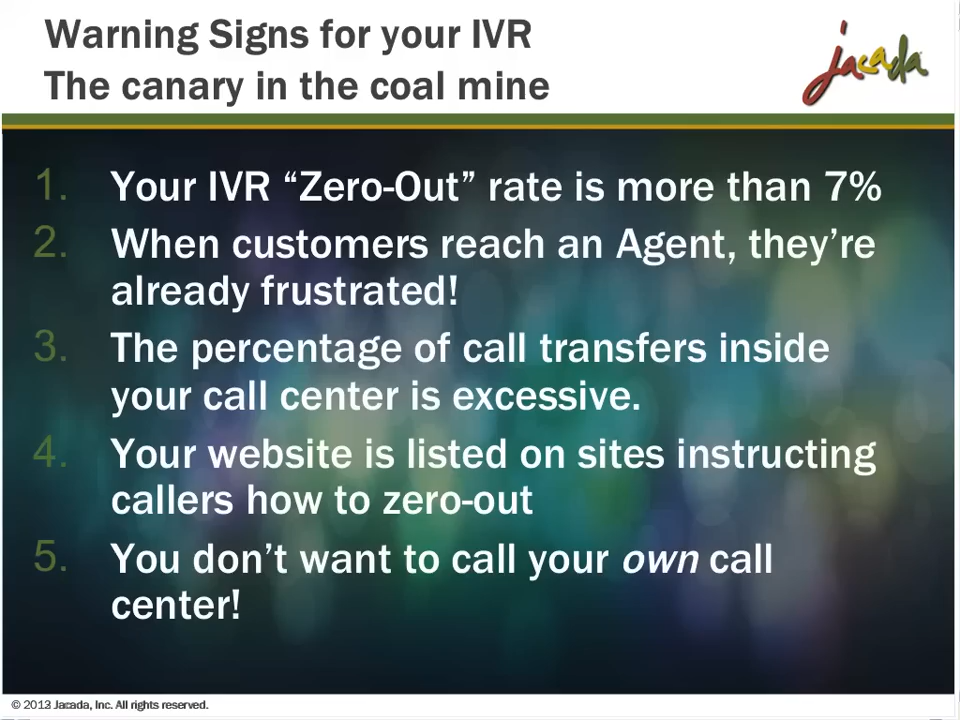 Warning Signs for your IVR
The canary in the coal mine
jacada
1. Your IVR “Zero-Out” rate is more than 7%
2. When customers reach an Agent, they’re
already frustrated!
3. The percentage of call transfers inside
your call center is excessive.
4. Your website is listed on sites instructing
callers how to zero-out
5. You don’t want to call your own call
center!
© 2013 Jacada, Inc. All rights reserved.